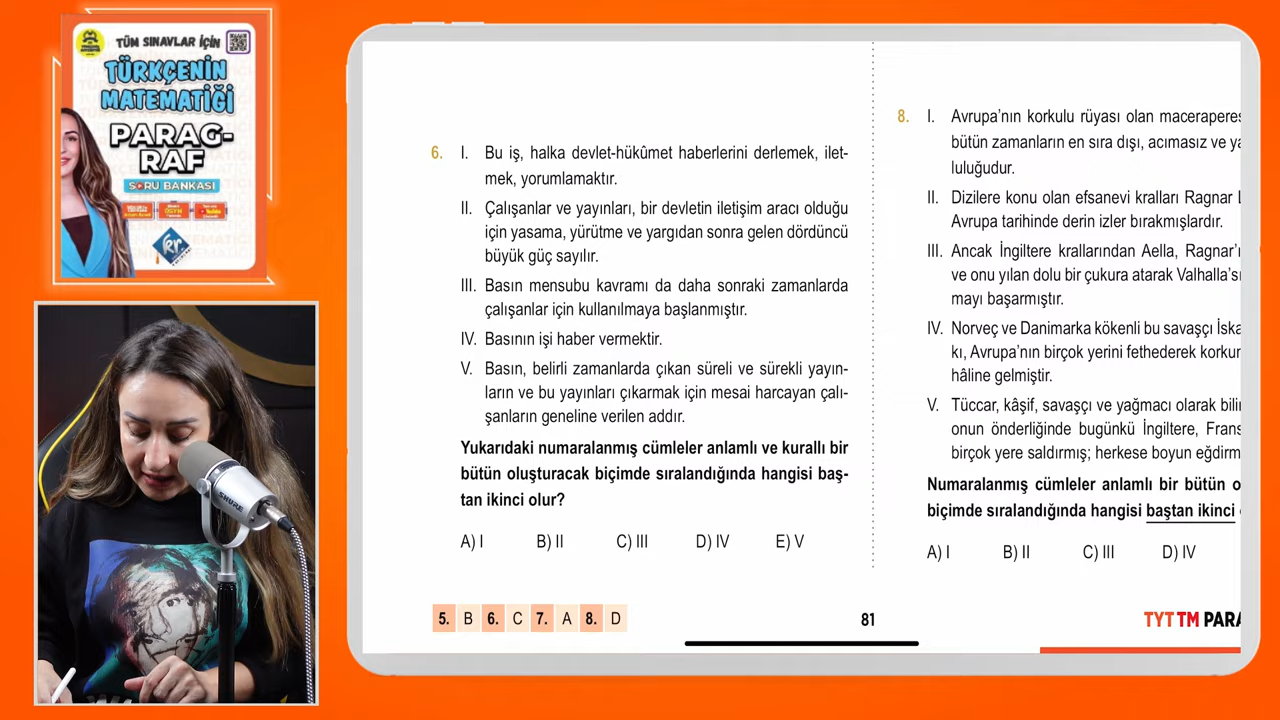 TÜM SINAVLAR İÇİN
TÜRKÇENİN
MATEMATİĞİ
PARAG-
RAF
SORU BANKASI
6. I. Bu iş, halka devlet-hükûmet haberlerini derlemek, ilet-
mek, yorumlamaktır.
II. Çalışanlar ve yayınları, bir devletin iletişim aracı olduğu
için yasama, yürütme ve yargıdan sonra gelen dördüncü
büyük güç sayılır.
III. Basın mensubu kavramı da daha sonraki zamanlarda
çalışanlar için kullanılmaya başlanmıştır.
IV. Basının işi haber vermektir.
V. Basın, belirli zamanlarda çıkan süreli ve sürekli yayın-
ların ve bu yayınları çıkarmak için mesai harcayan çalı-
şanların geneline verilen addır.
Yukarıdaki numaralanmış cümleler anlamlı ve kurallı bir
bütün oluşturacak biçimde sıralandığında hangisi baş-
tan ikinci olur?
A) I B) II C) III D) IV E) V
5. B 6. C 7. A 8. D
81
8. I. Avrupa’nın korkulu rüyası olan maceraperes
bütün zamanların en sıra dışı, acımasız ve ya
luluğudur.
II. Dizilere konu olan efsanevi kralları Ragnar
Avrupa tarihinde derin izler bırakmışlardır.
III. Ancak İngiltere krallarından Aella, Ragnar’
ve onu yılan dolu bir çukura atarak Valhalla’
mayı başarmıştır.
IV. Norveç ve Danimarka kökenli bu savaşçı İska
kı, Avrupa’nın birçok yerini fethederek korku
hâline gelmiştir.
V. Tüccar, kâşif, savaşçı ve yağmacı olarak bili
onun önderliğinde bugünkü İngiltere, Frans
birçok yere saldırmış; herkese boyun eğdirm
Numaralanmış cümleler anlamlı bir bütün o
biçimde sıralandığında hangisi baştan ikinci
A) I B) II C) III D) IV
TYT TM PARA
SHURE